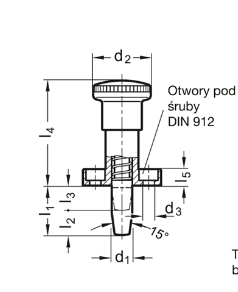 d2
Otwory pod
śruby
DIN 912
l4
l5
l3
l1
d3
l2
15°
d1
T
b